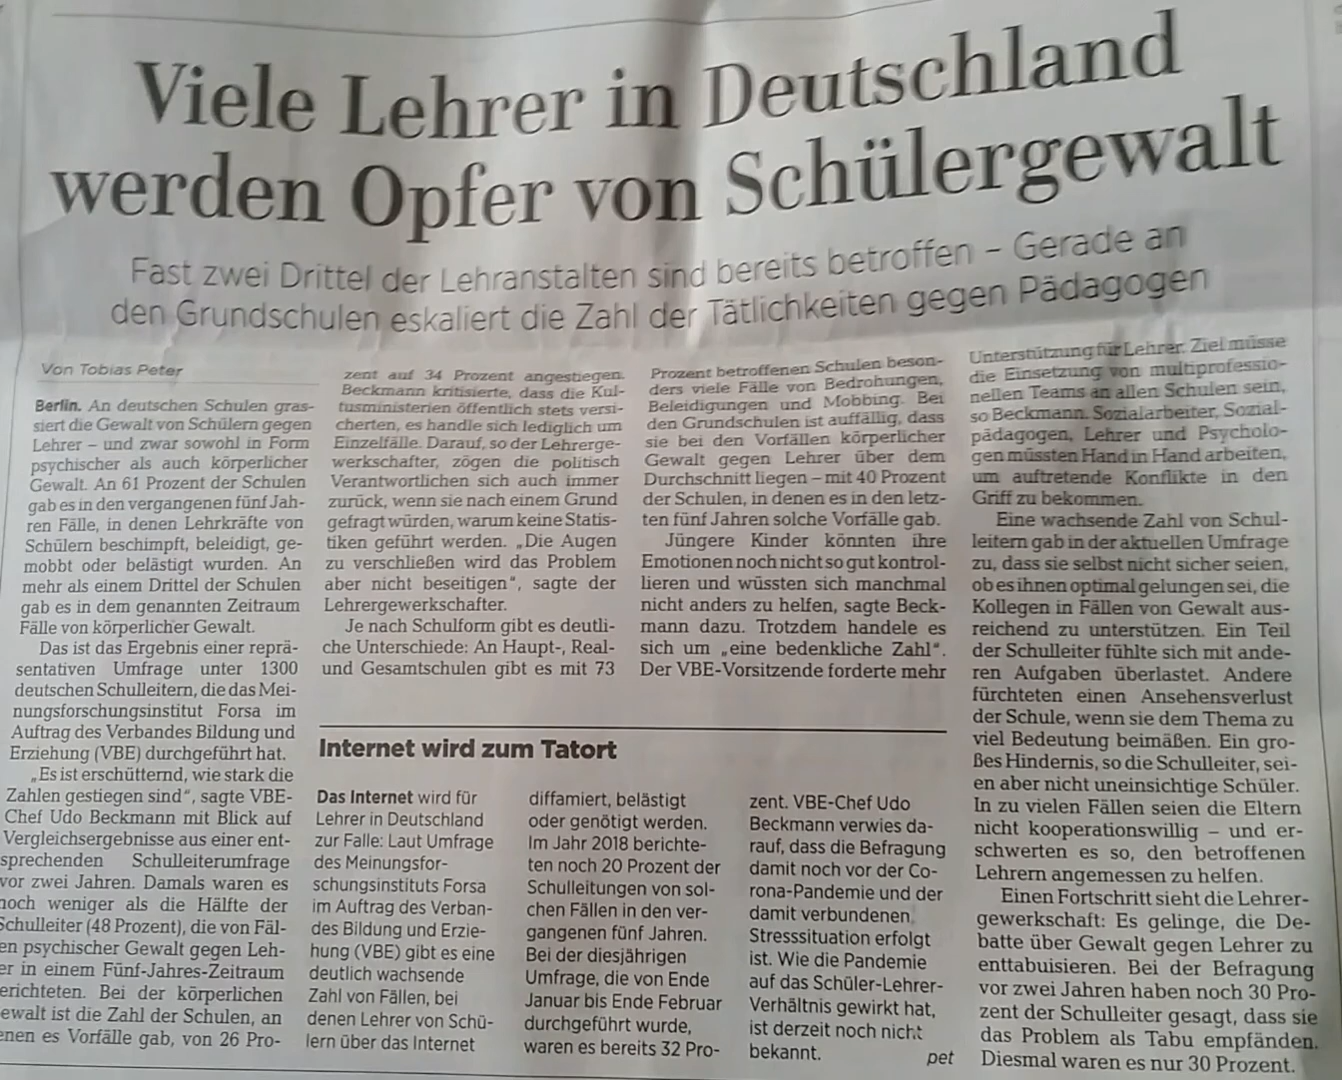 Viele Lehrer in Deutschland
werden Opfer von Schülergewalt
Fast zwei Drittel der Lehranstalten sind bereits betroffen – Gerade an
den Grundschulen eskaliert die Zahl der Tätlichkeiten gegen Pädagogen
Von Tobias Peter
Berlin. An deutschen Schulen gras-
siert die Gewalt von Schülern gegen
Lehrer – und zwar sowohl in Form
psychischer als auch körperlicher
Gewalt. An 61 Prozent der Schulen
gab es in den vergangenen fünf Jah-
ren Fälle, in denen Lehrkräfte von
Schülern beschimpft, beleidigt, ge-
mobbt oder belästigt wurden. An
mehr als einem Drittel der Schulen
gab es in dem genannten Zeitraum
Fälle von körperlicher Gewalt.
Das ist das Ergebnis einer reprä-
sentativen Umfrage unter 1300
deutschen Schulleitern, die das Mei-
nungsforschungsinstitut Forsa im
Auftrag des Verbandes Bildung und
Erziehung (VBE) durchgeführt hat.
„Es ist erschütternd, wie stark die
Zahlen gestiegen sind“, sagte VBE-
Chef Udo Beckmann mit Blick auf
Vergleichsergebnisse aus einer ent-
sprechenden Schulleiterumfrage
vor zwei Jahren. Damals waren es
noch weniger als die Hälfte der
Schulleiter (48 Prozent), die von Fäl-
en psychischer Gewalt gegen Leh-
er in einem Fünf-Jahres-Zeitraum
erichteten. Bei der körperlichen
ewalt ist die Zahl der Schulen, an
enen es Vorfälle gab, von 26 Pro-
zent auf 34 Prozent angestiegen.
Beckmann kritisierte, dass die Kul-
tusministerien öffentlich stets versi-
cherten, es handle sich lediglich um
Einzelfälle. Darauf, so der Lehrerge-
werkschafter, zögen die politisch
Verantwortlichen sich auch immer
zurück, wenn sie nach einem Grund
gefragt würden, warum keine Statis-
tiken geführt werden. „Die Augen
zu verschließen wird das Problem
aber nicht beseitigen“, sagte der
Lehrergewerkschafter.
Je nach Schulform gibt es deutli-
che Unterschiede: An Haupt-, Real-
und Gesamtschulen gibt es mit 73
Prozent betroffenen Schulen beson-
ders viele Fälle von Bedrohungen,
Beleidigungen und Mobbing. Bei
den Grundschulen ist auffällig, dass
sie bei den Vorfällen körperlicher
Gewalt gegen Lehrer über dem
Durchschnitt liegen – mit 40 Prozent
der Schulen, in denen es in den letz-
ten fünf Jahren solche Vorfälle gab.
Jüngere Kinder könnten ihre
Emotionen noch nicht so gut kontrol-
lieren und wüssten sich manchmal
nicht anders zu helfen, sagte Beck-
mann dazu. Trotzdem handele es
sich um „eine bedenkliche Zahl“.
Der VBE-Vorsitzende forderte mehr
Unterstützung für Lehrer. Ziel müsse
die Einsetzung von multiprofessio-
nellen Teams an allen Schulen sein,
so Beckmann. Sozialarbeiter, Sozial-
pädagogen, Lehrer und Psycholo-
gen müssten Hand in Hand arbeiten,
um auftretende Konflikte in den
Griff zu bekommen.
Eine wachsende Zahl von Schul-
leitern gab in der aktuellen Umfrage
zu, dass sie selbst nicht sicher seien,
ob es ihnen optimal gelungen sei, die
Kollegen in Fällen von Gewalt aus-
reichend zu unterstützen. Ein Teil
der Schulleiter fühlte sich mit ande-
ren Aufgaben überlastet. Andere
fürchteten einen Ansehensverlust
der Schule, wenn sie dem Thema zu
viel Bedeutung beimäßen. Ein gro-
ßes Hindernis, so die Schulleiter, sei-
en aber nicht uneinsichtige Schüler.
In zu vielen Fällen seien die Eltern
nicht kooperationswillig – und er-
schwerten es so, den betroffenen
Lehrern angemessen zu helfen.
Einen Fortschritt sieht die Lehrer-
gewerkschaft: Es gelinge, die De-
batte über Gewalt gegen Lehrer zu
enttabuisieren. Bei der Befragung
vor zwei Jahren haben noch 30 Pro-
zent der Schulleiter gesagt, dass sie
das Problem als Tabu empfänden.
Diesmal waren es nur 30 Prozent.
Internet wird zum Tatort
Das Internet wird für
Lehrer in Deutschland
zur Falle: Laut Umfrage
des Meinungsfor-
schungsinstituts Forsa
im Auftrag des Verban-
des Bildung und Erzie-
hung (VBE) gibt es eine
deutlich wachsende
Zahl von Fällen, bei
denen Lehrer von Schü-
lern über das Internet
diffamiert, belästigt
oder genötigt werden.
Im Jahr 2018 berichte-
ten noch 20 Prozent der
Schulleitungen von sol-
chen Fällen in den ver-
gangenen fünf Jahren.
Bei der diesjährigen
Umfrage, die von Ende
Januar bis Ende Februar
durchgeführt wurde,
waren es bereits 32 Pro-
zent. VBE-Chef Udo
Beckmann verwies da-
rauf, dass die Befragung
damit noch vor der Co-
rona-Pandemie und der
damit verbundenen
Stresssituation erfolgt
ist. Wie die Pandemie
auf das Schüler-Lehrer-
Verhältnis gewirkt hat,
ist derzeit noch nicht
bekannt. pet